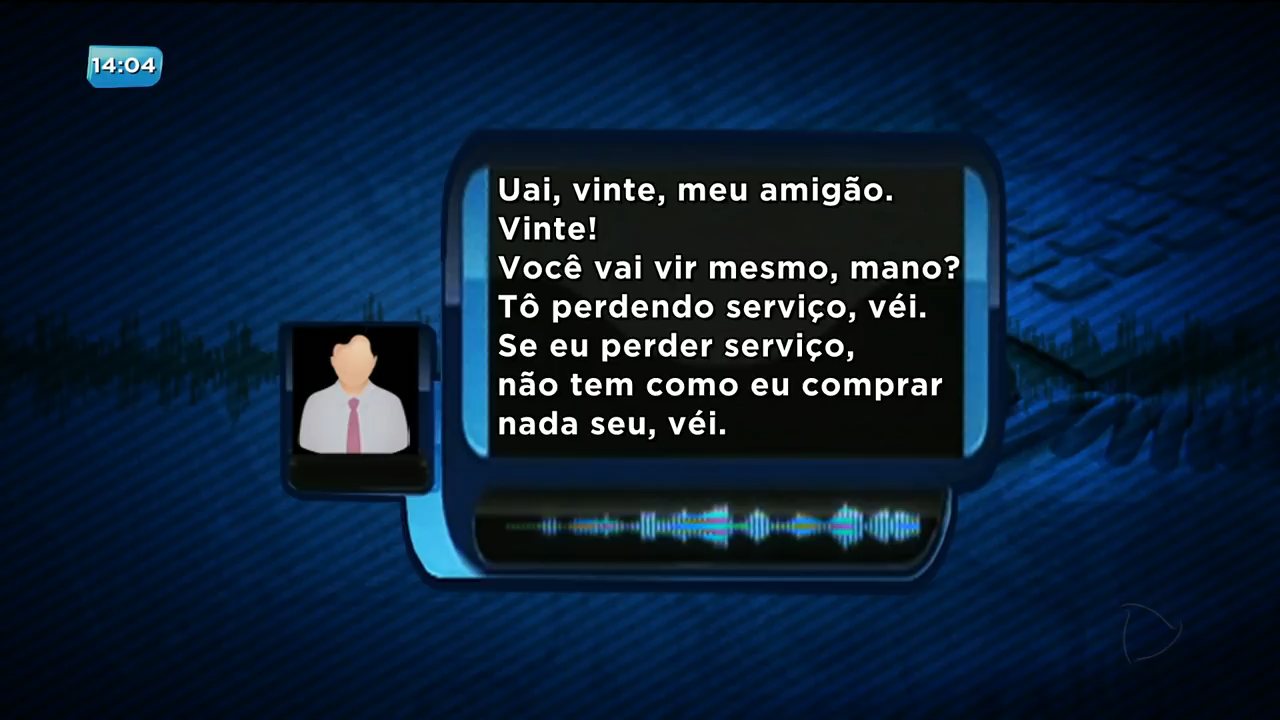 14:04
Uai, vinte, meu amigão.
Vinte!
Você vai vir mesmo, mano?
Tô perdendo serviço, véi.
Se eu perder serviço,
não tem como eu comprar
nada seu, véi.